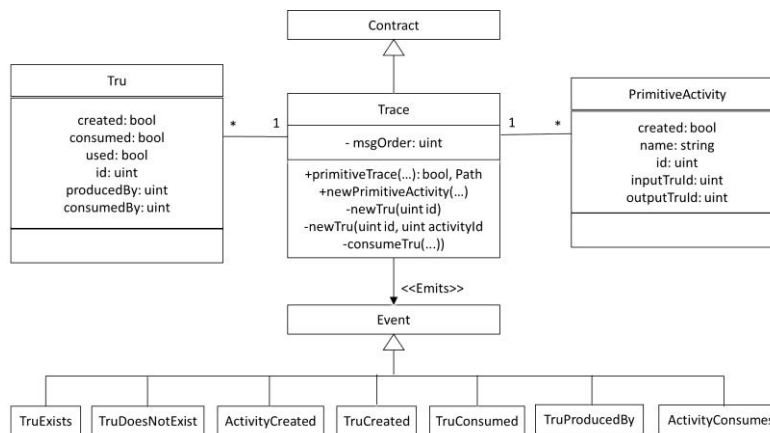 Contract
Tru
created: bool
consumed: bool
used: bool
id: uint
producedBy: uint
consumedBy: uint
*
1
Trace
- msgOrder: uint
+primitiveTrace(...): bool, Path
+newPrimitiveActivity(...)
-newTru(uint id)
-newTru(uint id, uint activityId
-consumeTru(...))
1
*
PrimitiveActivity
created: bool
name: string
id: uint
inputTruId: uint
outputTruId: uint
<<Emits>>
Event
TruExists
TruDoesNotExist
ActivityCreated
TruCreated
TruConsumed
TruProducedBy
ActivityConsumes